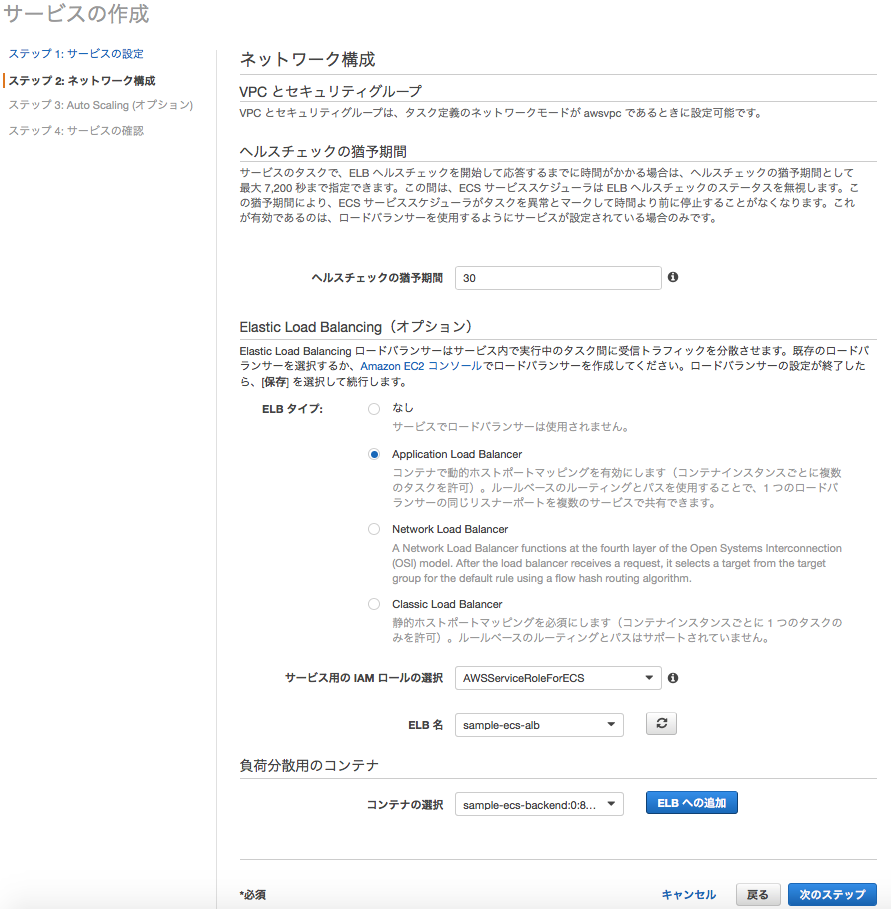 サービスの作成
ステップ 1: サービスの設定
ステップ 2: ネットワーク構成
ステップ 3: Auto Scaling (オプション)
ステップ 4: サービスの確認
ネットワーク構成
VPC とセキュリティグループ
VPC とセキュリティグループは、タスク定義のネットワークモードが awsvpc であるときに設定可能です。
ヘルスチェックの猶予期間
サービスのタスクで、ELB ヘルスチェックを開始して応答するまでに時間がかかる場合は、ヘルスチェックの猶予期間として
最大 7,200 秒まで指定できます。この間は、ECS サービススケジューラは ELB ヘルスチェックのステータスを無視します。こ
の猶予期間により、ECS サービススケジューラがタスクを異常とマークして時間より前に停止することがなくなります。これ
が有効であるのは、ロードバランサーを使用するようにサービスが設定されている場合のみです。
ヘルスチェックの猶予期間 30
Elastic Load Balancing（オプション）
Elastic Load Balancing ロードバランサーはサービス内で実行中のタスク間に受信トラフィックを分散させます。既存のロードバ
ランサーを選択するか、Amazon EC2 コンソールでロードバランサーを作成してください。ロードバランサーの設定が終了した
ら、[保存] を選択して続行します。
ELB タイプ: なし
サービスでロードバランサーは使用されません。
Application Load Balancer
コンテナで動的ホストポートマッピングを有効にします（コンテナインスタンスごとに複数
のタスクを許可）。ルールベースのルーティングとパスを使用することで、1 つのロードバ
ランサーの同じリスナーポートを複数のサービスで共有できます。
Network Load Balancer
A Network Load Balancer functions at the fourth layer of the Open Systems Interconnection
(OSI) model. After the load balancer receives a request, it selects a target from the target
group for the default rule using a flow hash routing algorithm.
Classic Load Balancer
静的ホストポートマッピングを必須にします（コンテナインスタンスごとに 1 つのタスクの
みを許可）。ルールベースのルーティングとパスはサポートされていません。
サービス用の IAM ロールの選択 AWSServiceRoleForECS
ELB 名 sample-ecs-alb
負荷分散用のコンテナ
コンテナの選択 sample-ecs-backend:0:8... ELB への追加
*必須 キャンセル 戻る 次のステップ